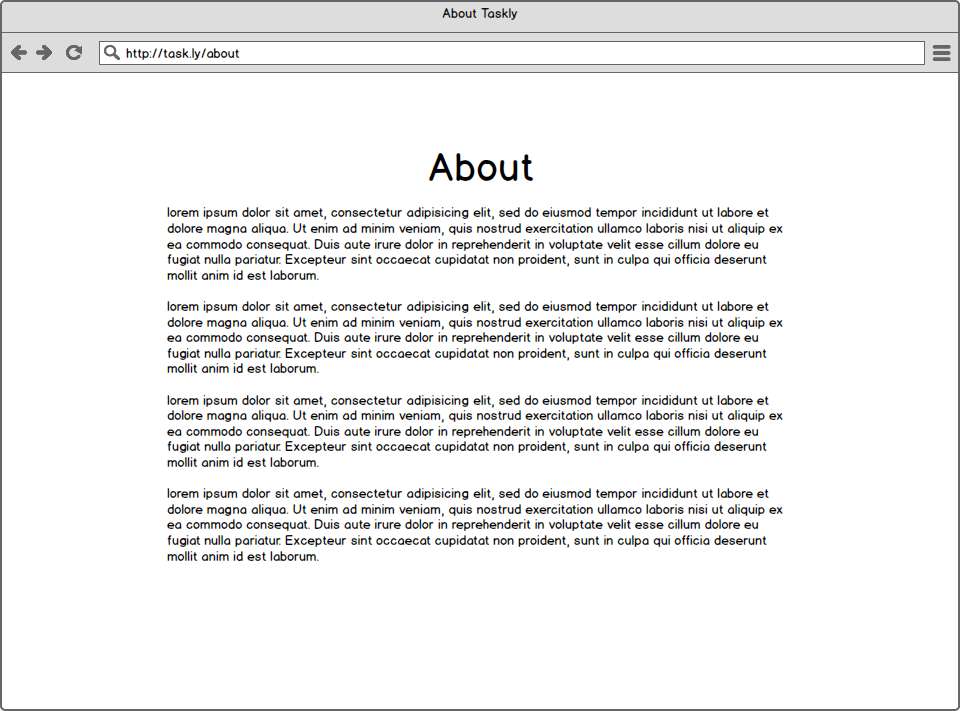 About Taskly
http://task.ly/about
About
lorem ipsum dolor sit amet, consectetur adipisicing elit, sed do eiusmod tempor incididunt ut labore et
dolore magna aliqua. Ut enim ad minim veniam, quis nostrud exercitation ullamco laboris nisi ut aliquip ex
ea commodo consequat. Duis aute irure dolor in reprehenderit in voluptate velit esse cillum dolore eu
fugiat nulla pariatur. Excepteur sint occaecat cupidatat non proident, sunt in culpa qui officia deserunt
mollit anim id est laborum.
lorem ipsum dolor sit amet, consectetur adipisicing elit, sed do eiusmod tempor incididunt ut labore et
dolore magna aliqua. Ut enim ad minim veniam, quis nostrud exercitation ullamco laboris nisi ut aliquip ex
ea commodo consequat. Duis aute irure dolor in reprehenderit in voluptate velit esse cillum dolore eu
fugiat nulla pariatur. Excepteur sint occaecat cupidatat non proident, sunt in culpa qui officia deserunt
mollit anim id est laborum.
lorem ipsum dolor sit amet, consectetur adipisicing elit, sed do eiusmod tempor incididunt ut labore et
dolore magna aliqua. Ut enim ad minim veniam, quis nostrud exercitation ullamco laboris nisi ut aliquip ex
ea commodo consequat. Duis aute irure dolor in reprehenderit in voluptate velit esse cillum dolore eu
fugiat nulla pariatur. Excepteur sint occaecat cupidatat non proident, sunt in culpa qui officia deserunt
mollit anim id est laborum.
lorem ipsum dolor sit amet, consectetur adipisicing elit, sed do eiusmod tempor incididunt ut labore et
dolore magna aliqua. Ut enim ad minim veniam, quis nostrud exercitation ullamco laboris nisi ut aliquip ex
ea commodo consequat. Duis aute irure dolor in reprehenderit in voluptate velit esse cillum dolore eu
fugiat nulla pariatur. Excepteur sint occaecat cupidatat non proident, sunt in culpa qui officia deserunt
mollit anim id est laborum.